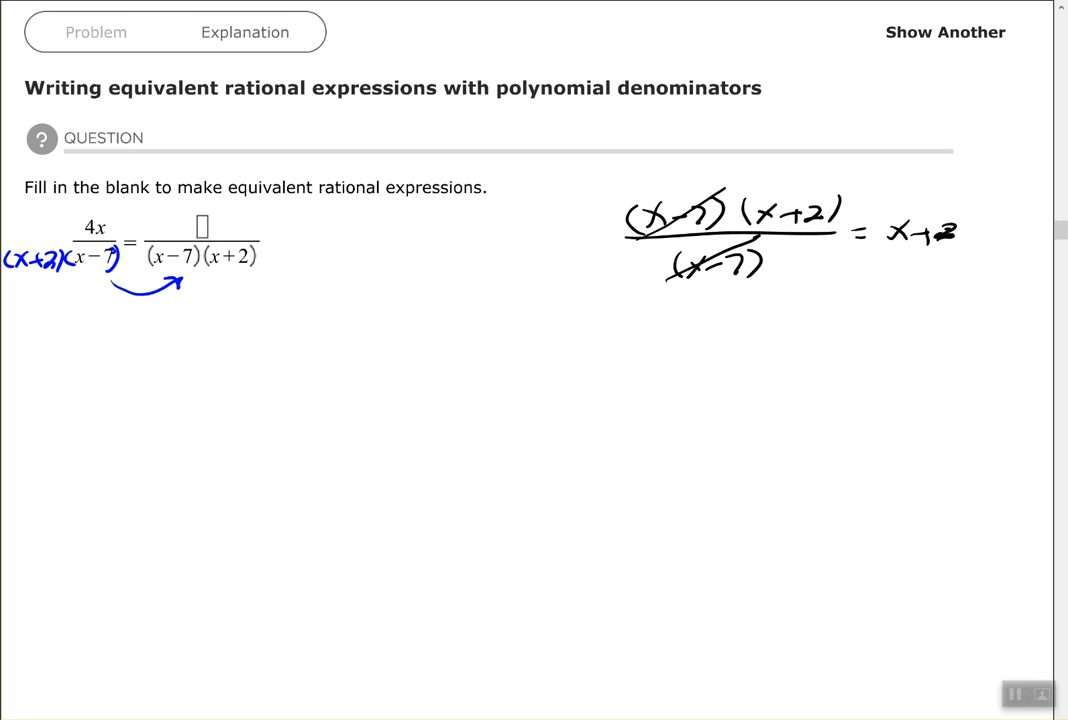 Problem Explanation Show Another
Writing equivalent rational expressions with polynomial denominators
? QUESTION
Fill in the blank to make equivalent rational expressions.
4x
(x+2)(x−7) = (x−7)(x+2)
(x-7)(x+2)
(x-7)
= x+2